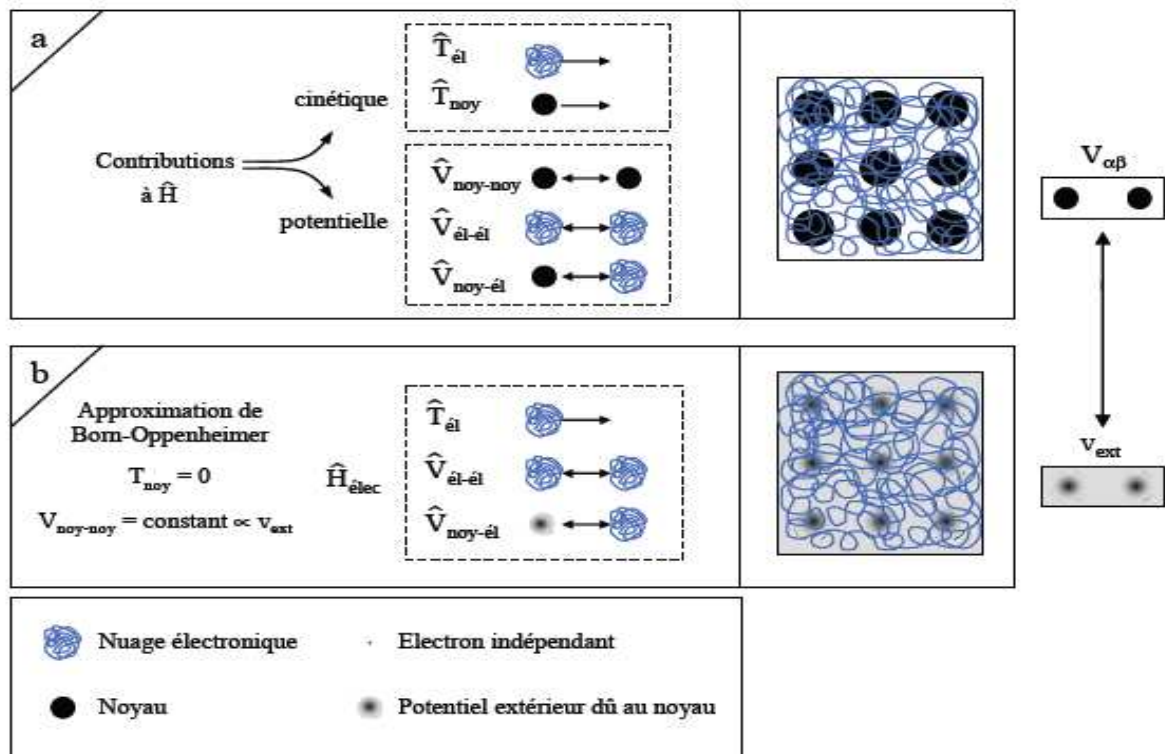 a
cinétique
Contributions
à Ĥ
potentielle
T̂él
T̂noy
V̂noy-noy
V̂él-él
V̂noy-él
Vαβ
b
Approximation de
Born-Oppenheimer
Tnoy = 0
Vnoy-noy = constant ∝ vext
Ĥélec
T̂él
V̂él-él
V̂noy-él
vext
Nuage électronique
Electron indépendant
Noyau
Potentiel extérieur dû au noyau